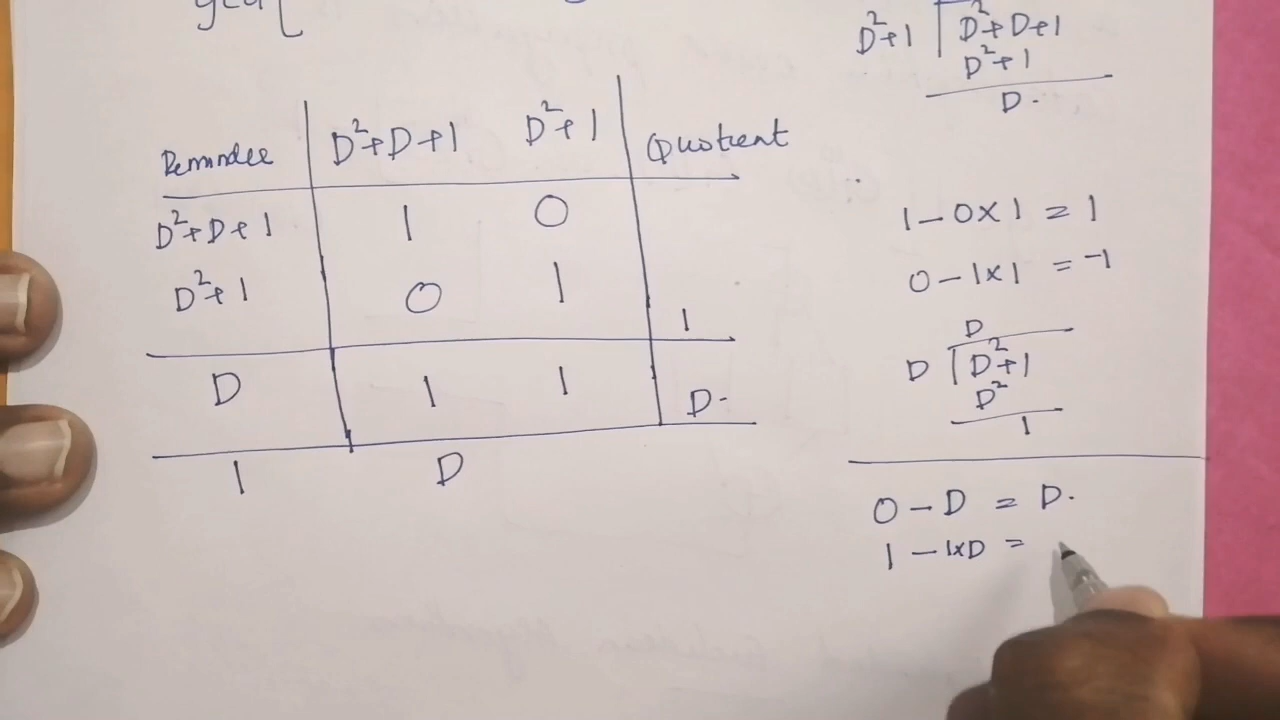 D²+1 | D²+D+1
D²+1
D.
Reminder | D²+D+1 D²+1 | Quotient
D²+D+1 | 1 0
D²+1 | 0 1 | 1
D | 1 1 | D.
1 | D
1 - 0×1 = 1
0 - 1×1 = -1
D
D | D²+1
D²
1
0 - D = D.
1 - 1×D =